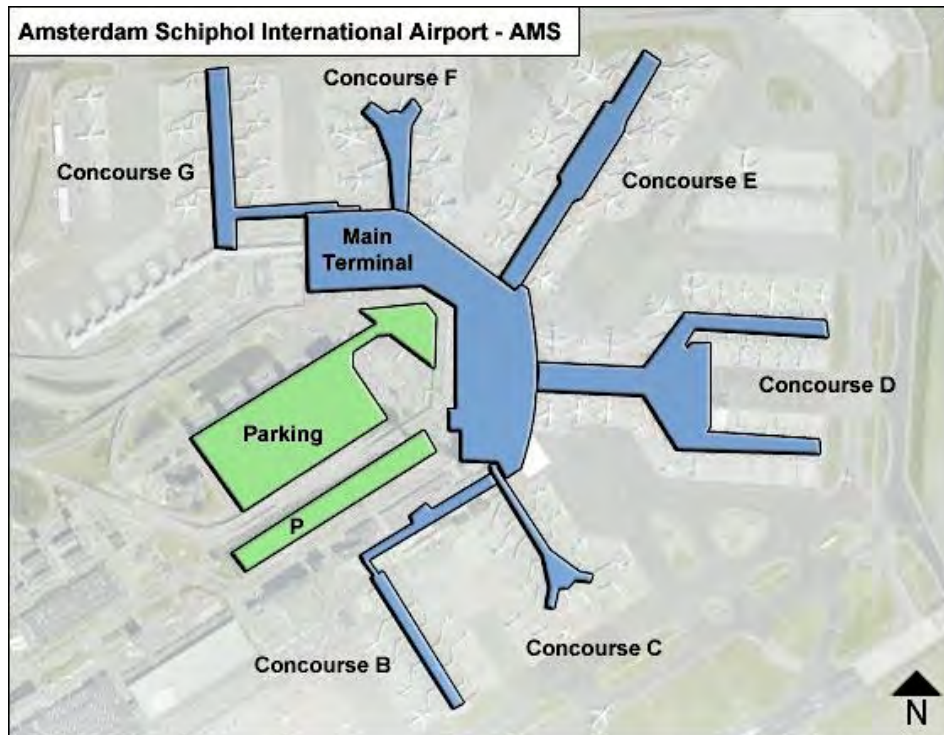 Amsterdam Schiphol International Airport - AMS
Concourse F
Concourse G
Concourse E
Main
Terminal
Concourse D
Parking
P
Concourse C
Concourse B
N